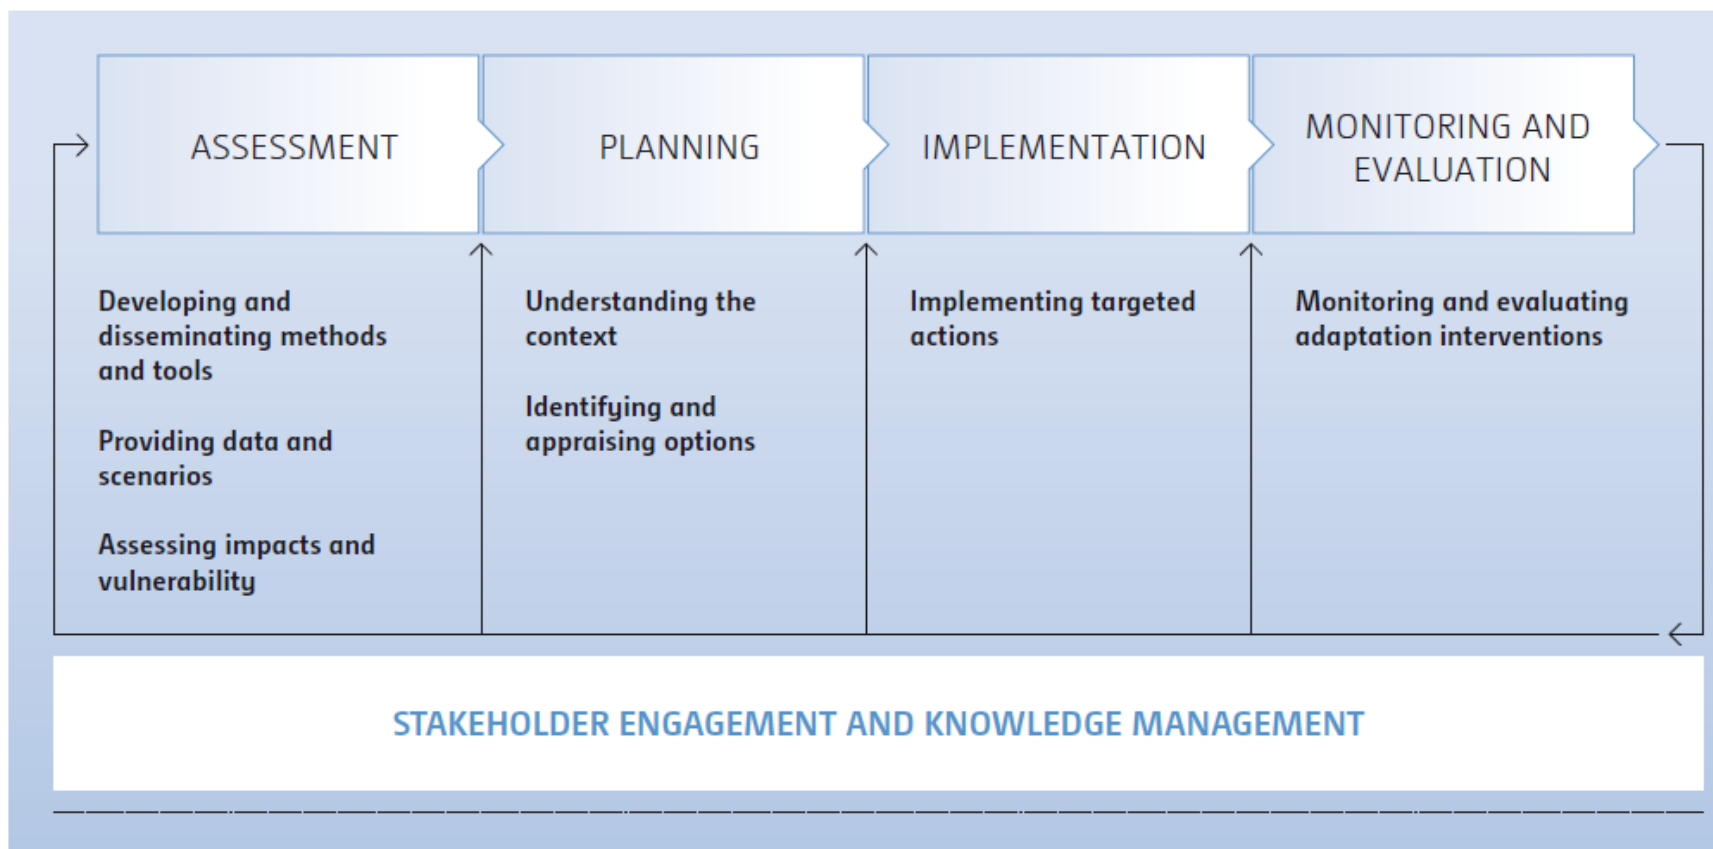 ASSESSMENT
PLANNING
IMPLEMENTATION
MONITORING AND
EVALUATION
Developing and
disseminating methods
and tools
Providing data and
scenarios
Assessing impacts and
vulnerability
Understanding the
context
Identifying and
appraising options
Implementing targeted
actions
Monitoring and evaluating
adaptation interventions
STAKEHOLDER ENGAGEMENT AND KNOWLEDGE MANAGEMENT